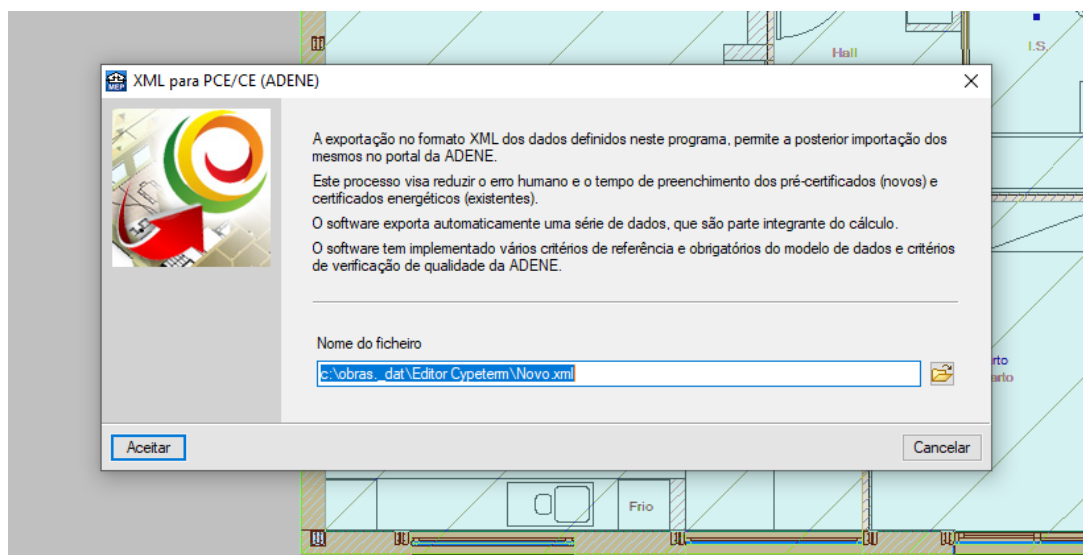 Hall
I.S.
MEP
XML para PCE/CE (ADENE)
A exportação no formato XML dos dados definidos neste programa, permite a posterior importação dos
mesmos no portal da ADENE.
Este processo visa reduzir o erro humano e o tempo de preenchimento dos pré-certificados (novos) e
certificados energéticos (existentes).
O software exporta automaticamente uma série de dados, que são parte integrante do cálculo.
O software tem implementado vários critérios de referência e obrigatórios do modelo de dados e critérios
de verificação de qualidade da ADENE.
Nome do ficheiro
c:\obras._dat\Editor Cypeterm\Novo.xml
rto
arto
Aceitar
Cancelar
Frio